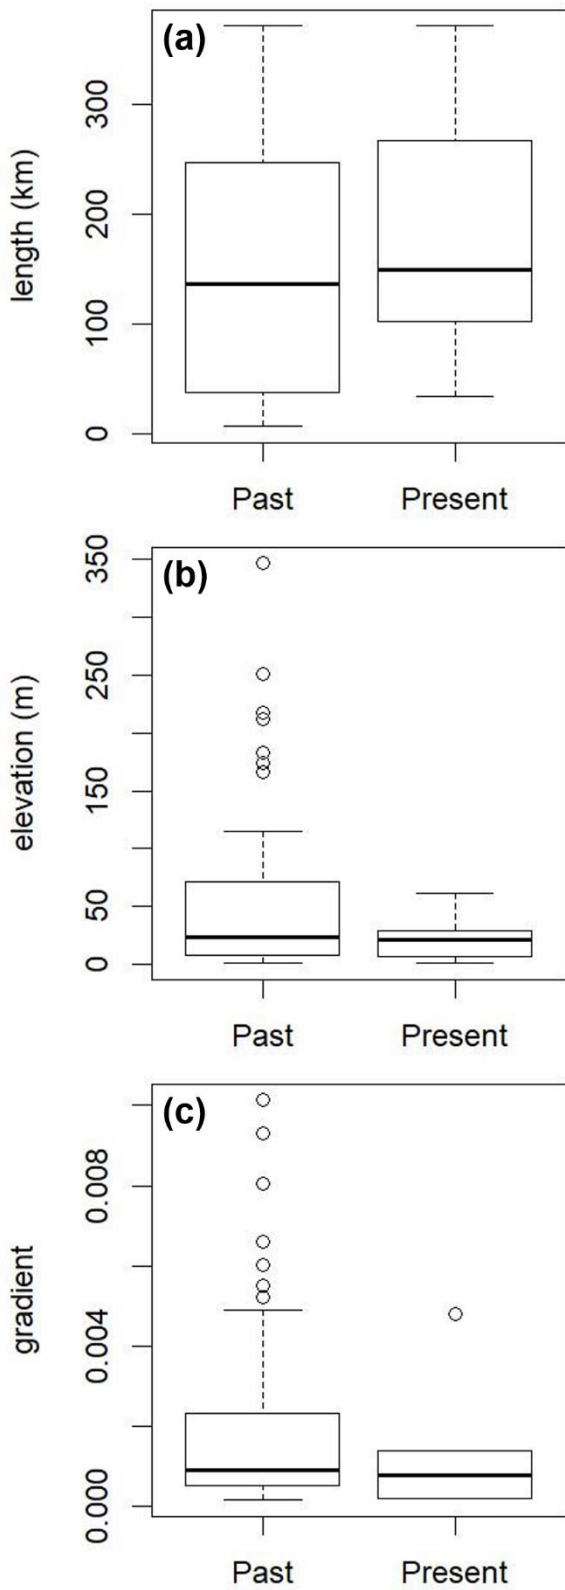 (a)
length (km)
300
200
100
0
Past Present
(b)
elevation (m)
350
250
150
50
0
Past Present
(c)
gradient
0.008
0.004
0.000
Past Present